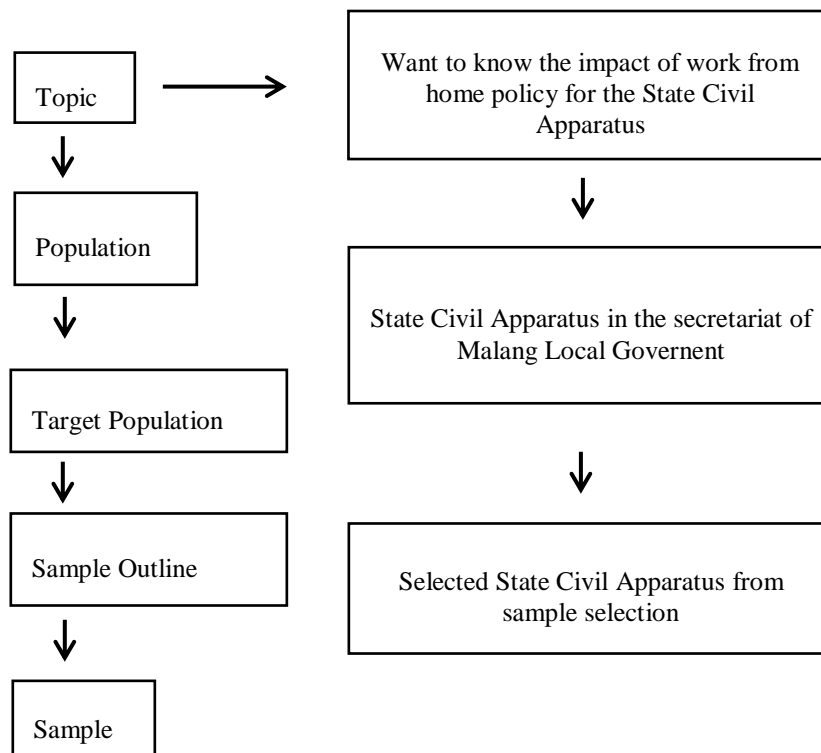 Topic
Want to know the impact of work from
home policy for the State Civil
Apparatus
Population
State Civil Apparatus in the secretariat of
Malang Local Governent
Target Population
Sample Outline
Selected State Civil Apparatus from
sample selection
Sample